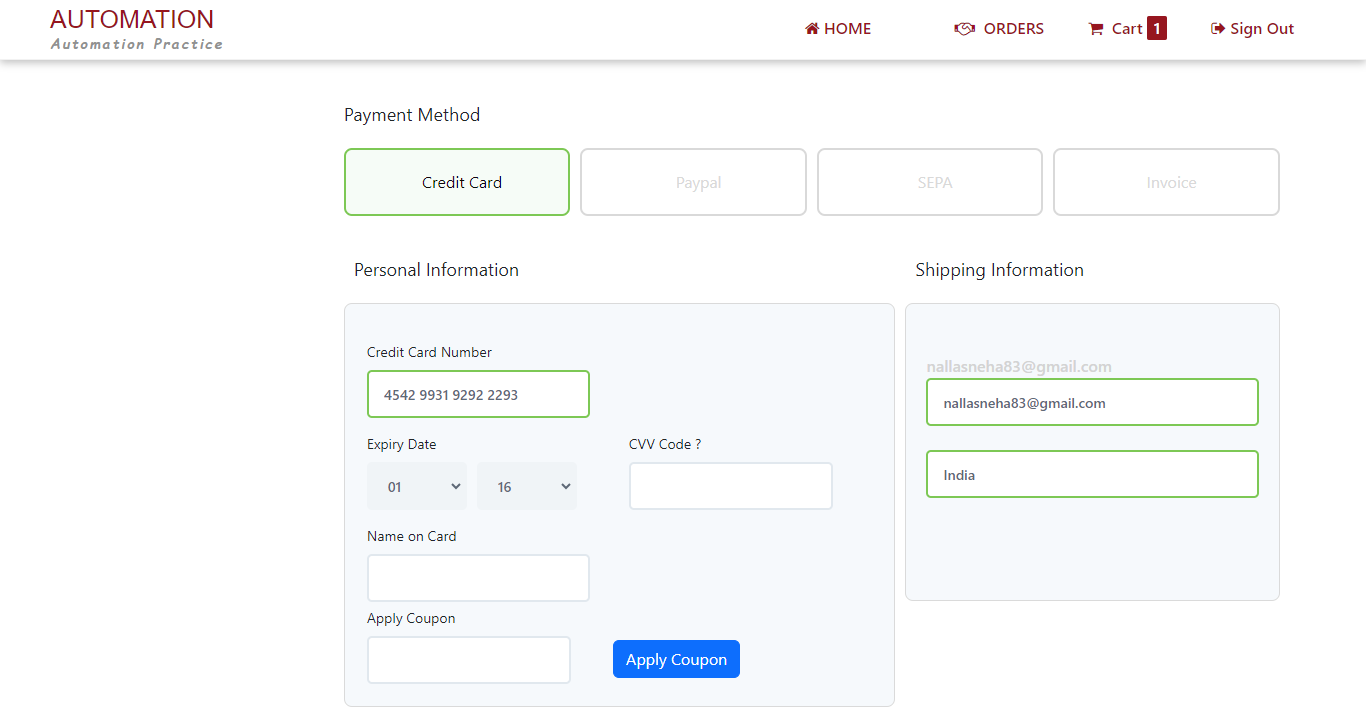 AUTOMATION
Automation Practice
HOME ORDERS Cart 1 Sign Out
Payment Method
Credit Card Paypal SEPA Invoice
Personal Information
Shipping Information
Credit Card Number
4542 9931 9292 2293
Expiry Date CVV Code ?
01 16
Name on Card
Apply Coupon
Apply Coupon
nallasneha83@gmail.com
nallasneha83@gmail.com
India